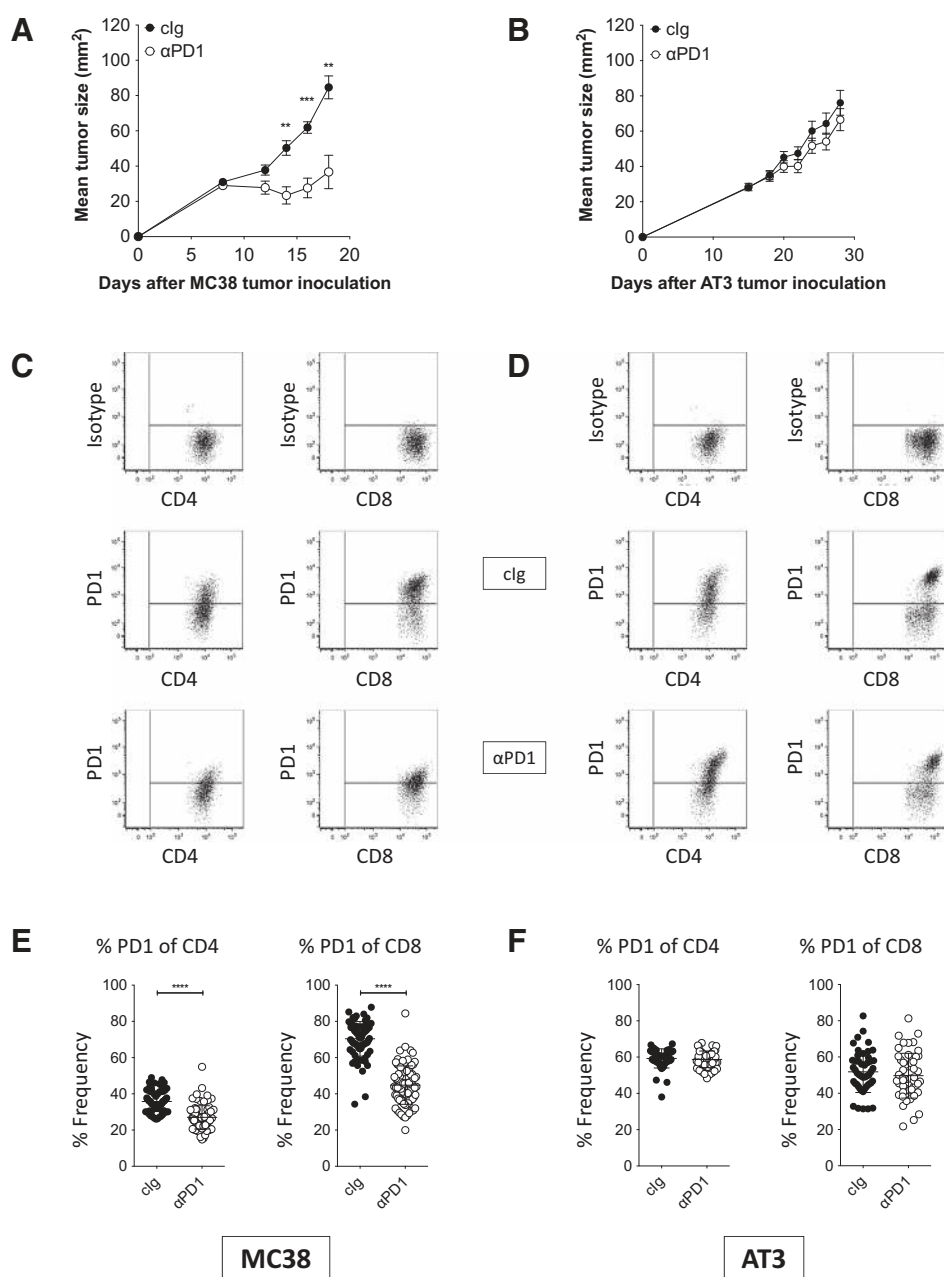 A
cIg
αPD1
Mean tumor size (mm²)
120
100
80
60
40
20
0
**
***
**
0 5 10 15 20
Days after MC38 tumor inoculation
B
cIg
αPD1
Mean tumor size (mm²)
120
100
80
60
40
20
0
0 10 20 30
Days after AT3 tumor inoculation
C
Isotype
CD4
Isotype
CD8
D
Isotype
CD4
Isotype
CD8
PD1
CD4
PD1
CD8
cIg
PD1
CD4
PD1
CD8
PD1
CD4
PD1
CD8
αPD1
PD1
CD4
PD1
CD8
E
% PD1 of CD4
% Frequency
100
80
60
40
20
0
****
cIg
αPD1
% PD1 of CD8
% Frequency
100
80
60
40
20
0
****
cIg
αPD1
MC38
F
% PD1 of CD4
% Frequency
100
80
60
40
20
0
cIg
αPD1
% PD1 of CD8
% Frequency
100
80
60
40
20
0
cIg
αPD1
AT3